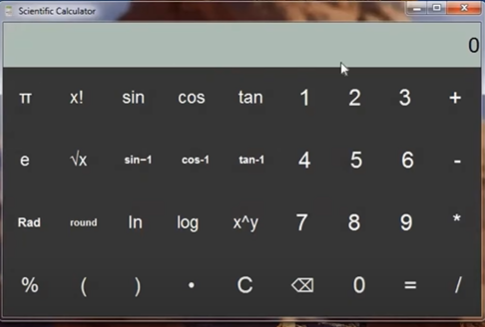 Scientific Calculator
0
π x! sin cos tan 1 2 3 +
e √x sin−1 cos-1 tan-1 4 5 6 -
Rad round ln log x^y 7 8 9 *
% ( ) • C ⌫ 0 = /